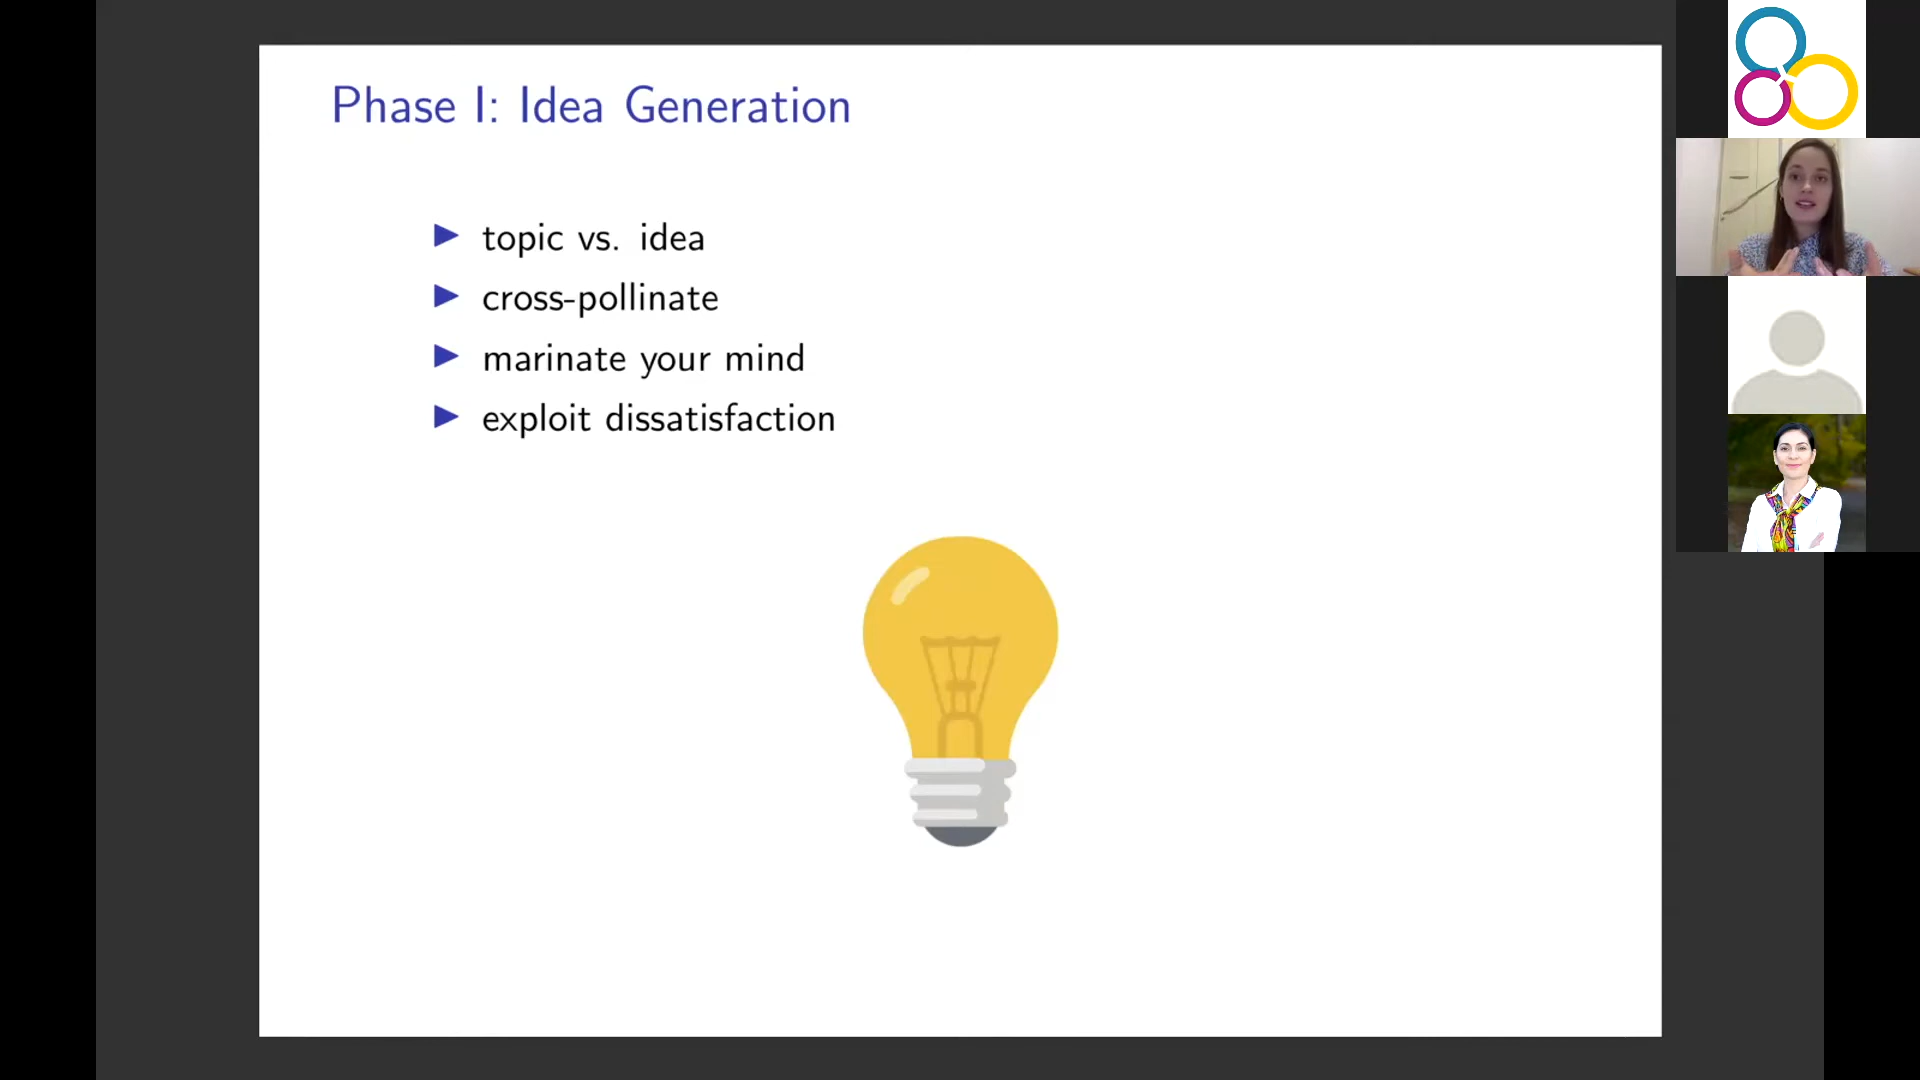 Phase I: Idea Generation
topic vs. idea
cross-pollinate
marinate your mind
exploit dissatisfaction